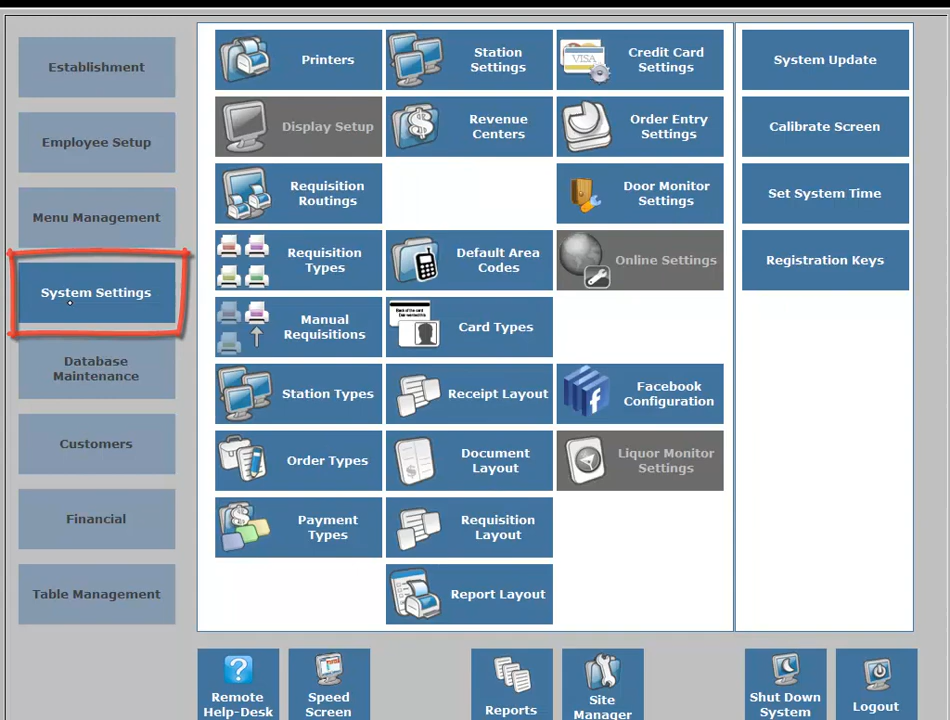 Establishment
Employee Setup
Menu Management
System Settings
Database
Maintenance
Customers
Financial
Table Management
Printers
Station
Settings
VISA
Credit Card
Settings
Display Setup
Revenue
Centers
Order Entry
Settings
Requisition
Routings
Door Monitor
Settings
Requisition
Types
Default Area
Codes
Online Settings
Manual
Requisitions
Card Types
Station Types
Receipt Layout
Facebook
Configuration
Order Types
Document
Layout
Liquor Monitor
Settings
Payment
Types
Requisition
Layout
Report Layout
System Update
Calibrate Screen
Set System Time
Registration Keys
Remote
Help-Desk
Speed
Screen
Reports
Site
Manager
Shut Down
System
Logout